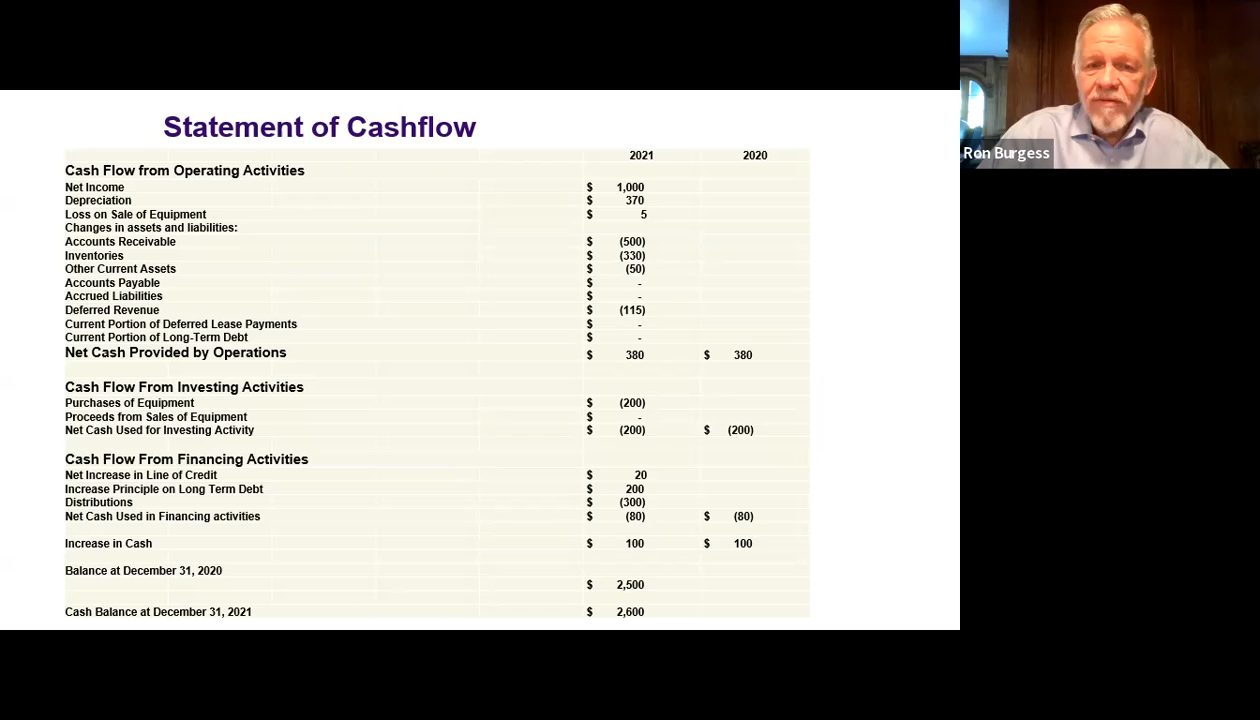 Statement of Cashflow
2021 2020
Cash Flow from Operating Activities
Net Income $ 1,000
Depreciation $ 370
Loss on Sale of Equipment $ 5
Changes in assets and liabilities:
Accounts Receivable $ (500)
Inventories $ (330)
Other Current Assets $ (50)
Accounts Payable $ -
Accrued Liabilities $ -
Deferred Revenue $ (115)
Current Portion of Deferred Lease Payments $ -
Current Portion of Long-Term Debt $ -
Net Cash Provided by Operations $ 380 $ 380
Cash Flow From Investing Activities
Purchases of Equipment $ (200)
Proceeds from Sales of Equipment $ -
Net Cash Used for Investing Activity $ (200) $ (200)
Cash Flow From Financing Activities
Net Increase in Line of Credit $ 20
Increase Principle on Long Term Debt $ 200
Distributions $ (300)
Net Cash Used in Financing activities $ (80) $ (80)
Increase in Cash $ 100 $ 100
Balance at December 31, 2020
$ 2,500
Cash Balance at December 31, 2021 $ 2,600
Ron Burgess